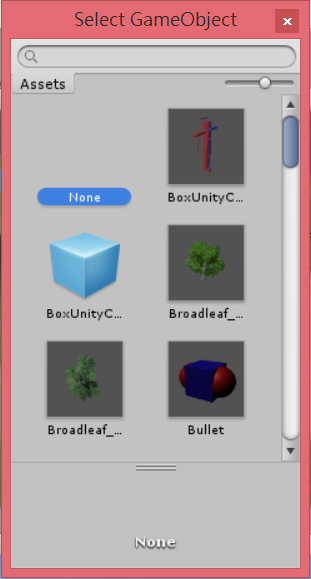 Select GameObject
Assets
None
BoxUnityC...
BoxUnityC...
Broadleaf_...
Broadleaf_...
Bullet
None